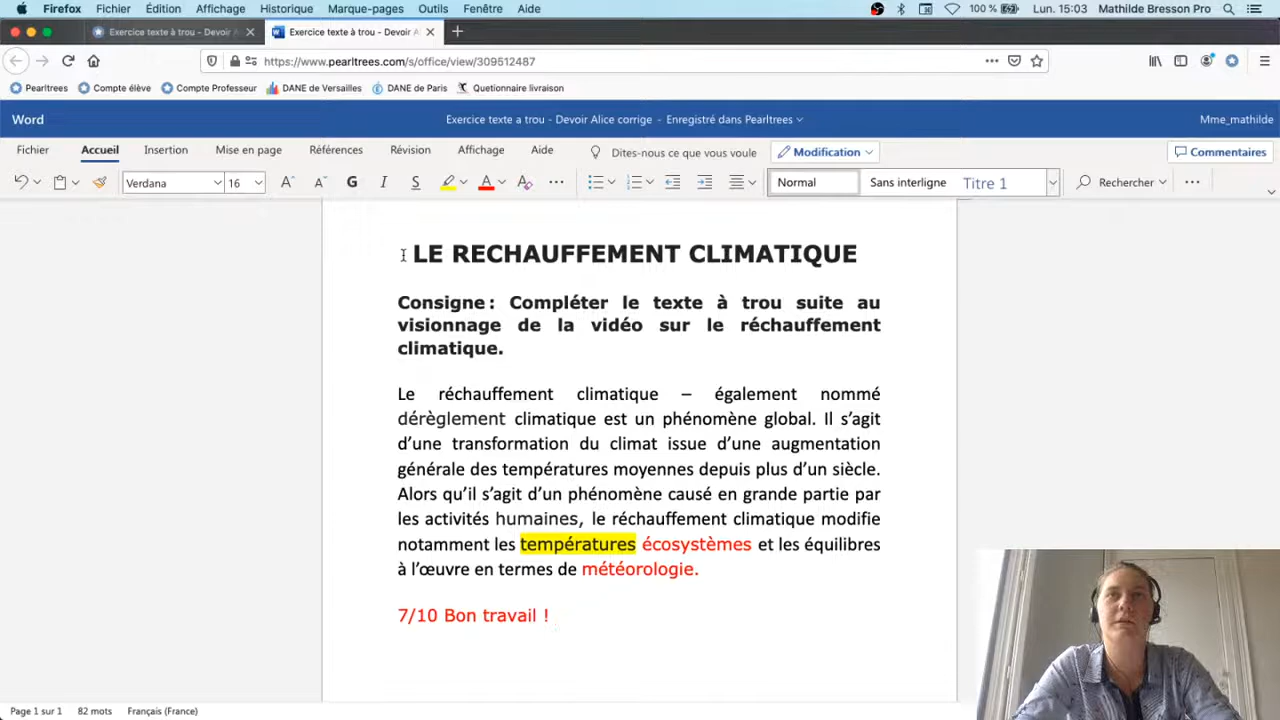 Firefox Fichier Édition Affichage Historique Marque-pages Outils Fenêtre Aide 100 % Lun. 15:03 Mathilde Bresson Pro
Exercice texte à trou - Devoir Exercice texte à trou - Devoir A
https://www.pearltrees.com/s/office/view/309512487
Pearltrees Compte élève Compte Professeur DANE de Versailles DANE de Paris Quetionnaire livraison
Word Exercice texte a trou - Devoir Alice corrige - Enregistré dans Pearltrees Mme_mathilde
Fichier Accueil Insertion Mise en page Références Révision Affichage Aide Dites-nous ce que vous voule Modification Commentaires
Verdana 16 A A G I S A A Normal Sans interligne Titre 1 Rechercher
LE RECHAUFFEMENT CLIMATIQUE
Consigne : Compléter le texte à trou suite au
visionnage de la vidéo sur le réchauffement
climatique.
Le réchauffement climatique – également nommé
dérèglement climatique est un phénomène global. Il s’agit
d’une transformation du climat issue d’une augmentation
générale des températures moyennes depuis plus d’un siècle.
Alors qu’il s’agit d’un phénomène causé en grande partie par
les activités humaines, le réchauffement climatique modifie
notamment les températures écosystèmes et les équilibres
à l’œuvre en termes de météorologie.
7/10 Bon travail !
Page 1 sur 1 82 mots Français (France)